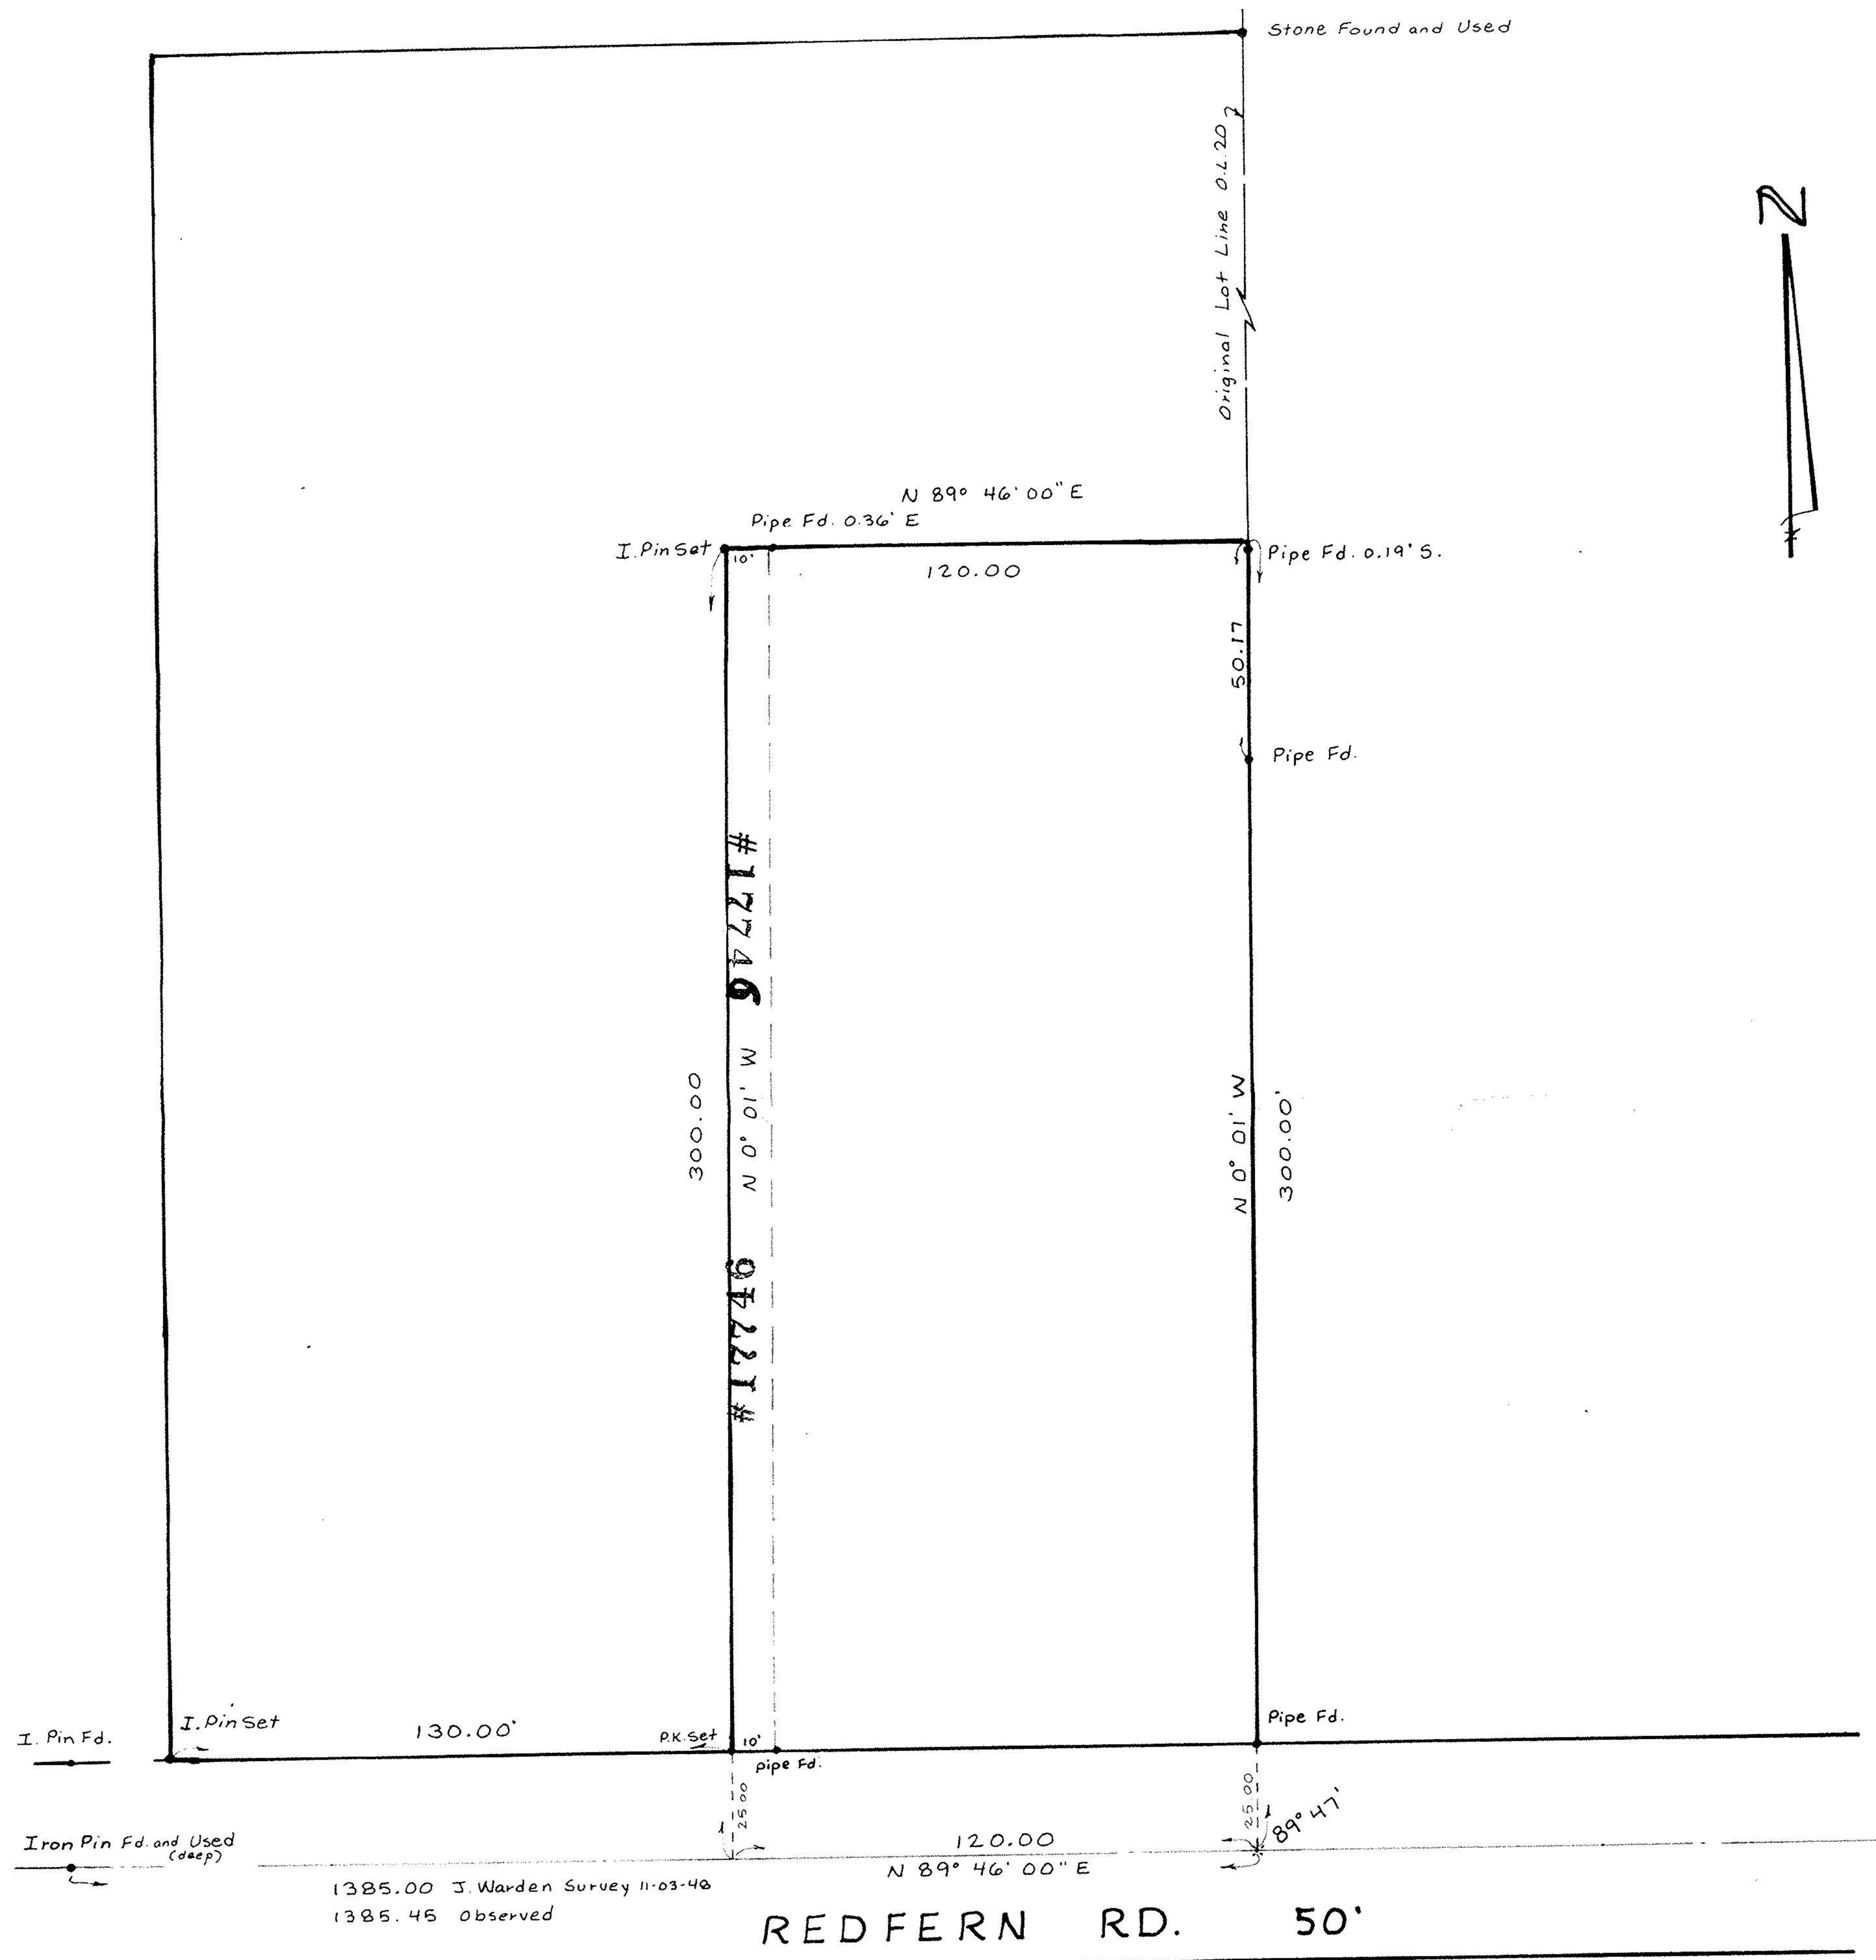 Stone Found and Used
Original Lot Line O.L.20
N
N 89° 46' 00" E
Pipe Fd. 0.36' E
I. Pin Set
10'
120.00
Pipe Fd. 0.19' S.
50.17
Pipe Fd.
#17746
N 0° 01' W
300.00
N 0° 01' W
300.00'
#17746
I. Pin Fd.
I. Pin Set
130.00'
P.K. Set
10'
Pipe Fd.
Pipe Fd.
25.00
25.00
89° 47'
Iron Pin Fd. and Used
(deep)
120.00
N 89° 46' 00" E
1385.00 J. Warden Survey 11-03-48
1385.45 Observed
REDFERN RD. 50'